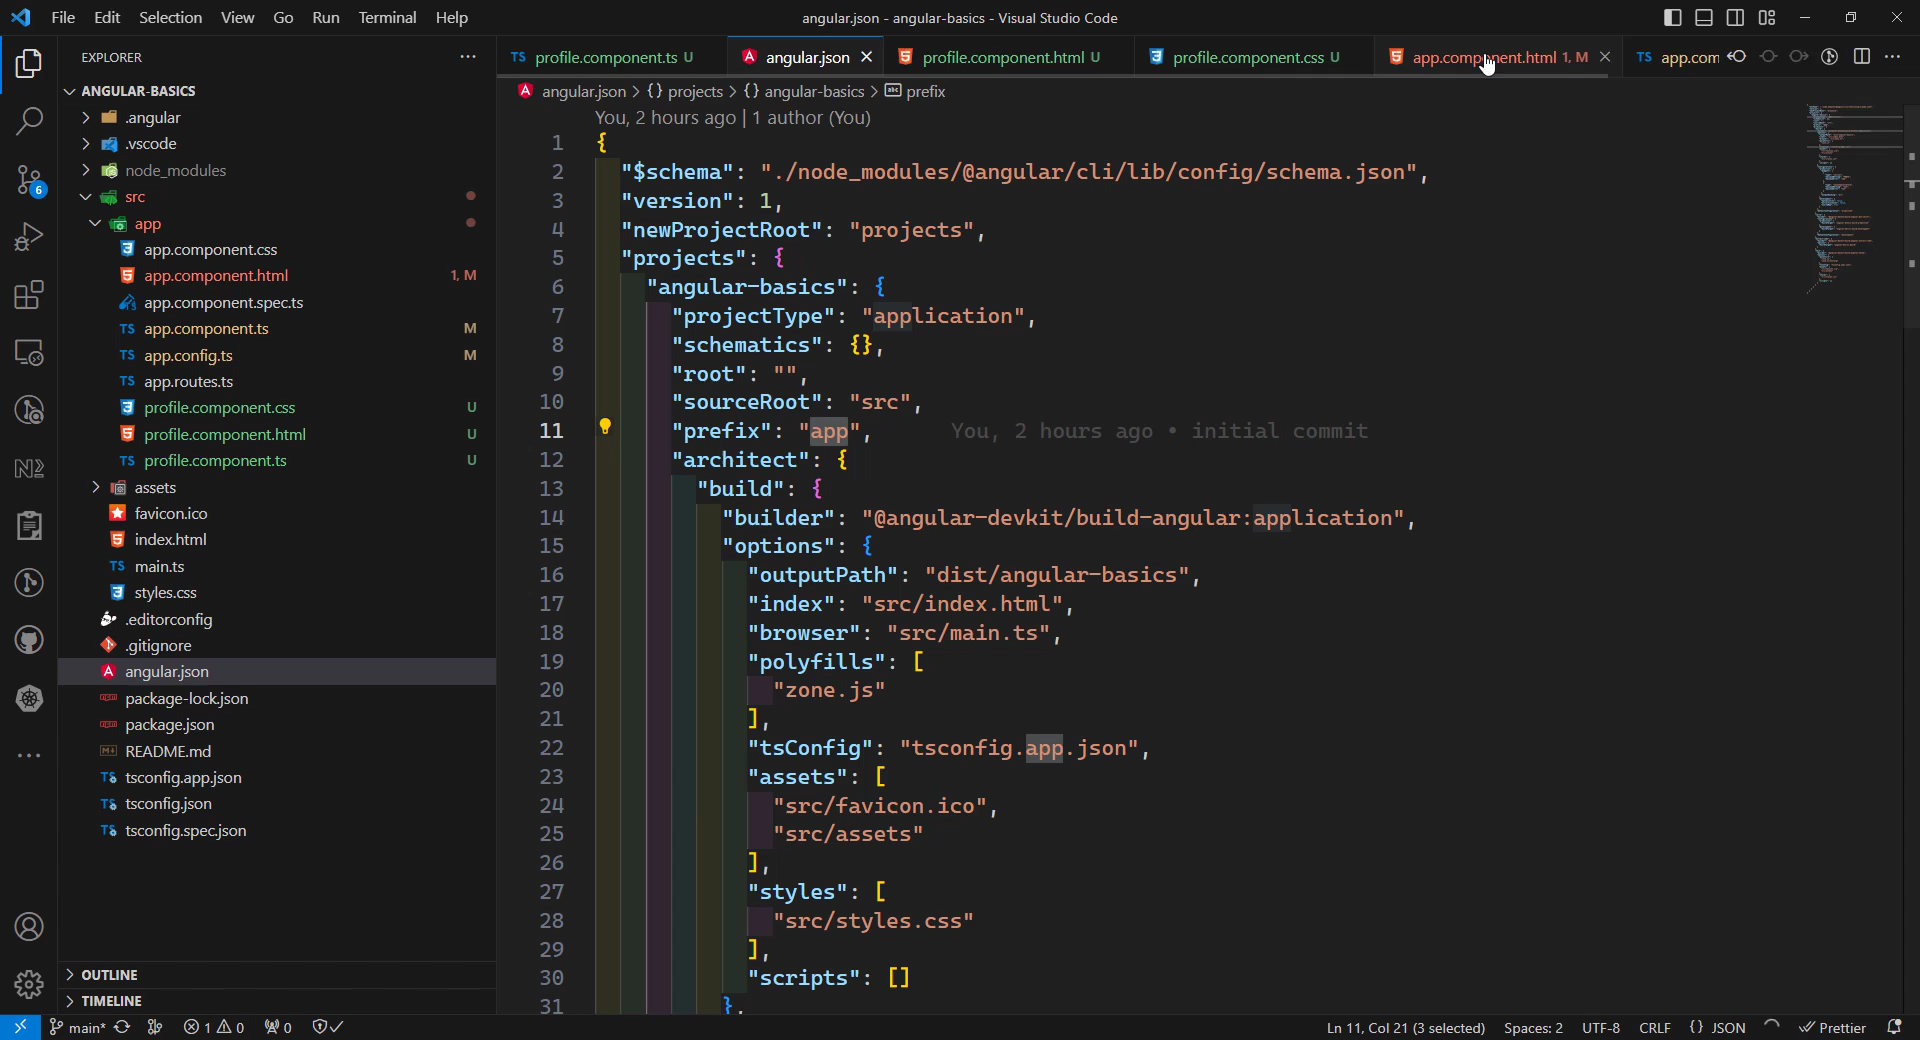 File Edit Selection View Go Run Terminal Help
angular.json - angular-basics - Visual Studio Code
EXPLORER
ANGULAR-BASICS
.angular
.vscode
node_modules
src
app
app.component.css
app.component.html 1, M
app.component.spec.ts
TS app.component.ts M
TS app.config.ts M
TS app.routes.ts
profile.component.css U
profile.component.html U
TS profile.component.ts U
assets
favicon.ico
index.html
TS main.ts
styles.css
.editorconfig
.gitignore
angular.json
package-lock.json
package.json
README.md
tsconfig.app.json
tsconfig.json
tsconfig.spec.json
OUTLINE
TIMELINE
6
TS profile.component.ts U angular.json profile.component.html U profile.component.css U app.component.html 1, M TS app.com
angular.json > {} projects > {} angular-basics > prefix
You, 2 hours ago | 1 author (You)
1 {
2 "$schema": "./node_modules/@angular/cli/lib/config/schema.json",
3 "version": 1,
4 "newProjectRoot": "projects",
5 "projects": {
6 "angular-basics": {
7 "projectType": "application",
8 "schematics": {},
9 "root": "",
10 "sourceRoot": "src",
11 "prefix": "app", You, 2 hours ago • initial commit
12 "architect": {
13 "build": {
14 "builder": "@angular-devkit/build-angular:application",
15 "options": {
16 "outputPath": "dist/angular-basics",
17 "index": "src/index.html",
18 "browser": "src/main.ts",
19 "polyfills": [
20 "zone.js"
21 ],
22 "tsConfig": "tsconfig.app.json",
23 "assets": [
24 "src/favicon.ico",
25 "src/assets"
26 ],
27 "styles": [
28 "src/styles.css"
29 ],
30 "scripts": []
31 },
main* 1 0 0 Ln 11, Col 21 (3 selected) Spaces: 2 UTF-8 CRLF {} JSON Prettier